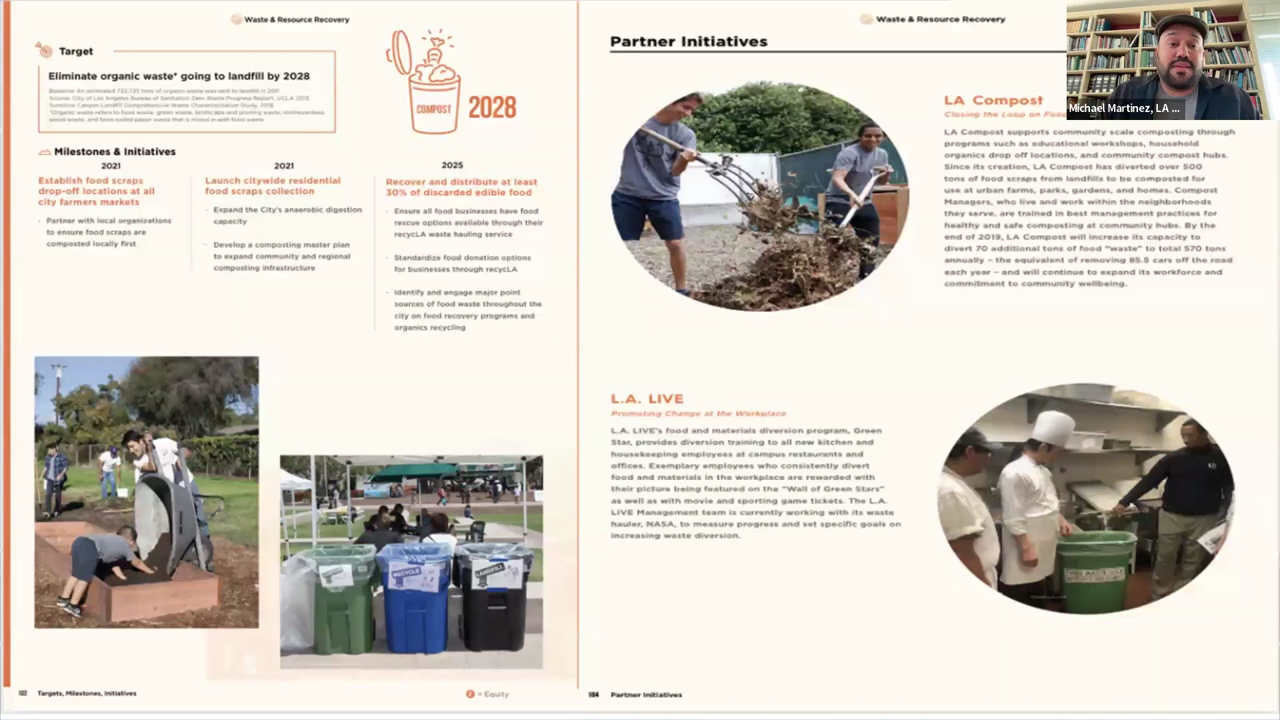 Waste & Resource Recovery
Target
Eliminate organic waste* going to landfill by 2028
COMPOST
2028
Milestones & Initiatives
2021
Establish food scraps
drop-off locations at all
city farmers markets
· Partner with local organizations
to ensure food scraps are
composted locally first
2021
Launch citywide residential
food scraps collection
· Expand the City's anaerobic digestion
capacity
· Develop a composting master plan
to expand community and regional
composting infrastructure
2025
Recover and distribute at least
30% of discarded edible food
· Ensure all food businesses have food
rescue options available through their
recycLA waste hauling service
· Standardize food donation options
for businesses through recycLA
· Identify and engage major point
sources of food waste throughout the
city on food recovery programs and
organics recycling
RECYCLE
LANDFILL
102 Targets, Milestones, Initiatives
E = Equity
Waste & Resource Recovery
Partner Initiatives
LA Compost
Closing the Loop on Food
LA Compost supports community scale composting through
programs such as educational workshops, household
organics drop off locations, and community compost hubs.
Since its creation, LA Compost has diverted over 500
tons of food scraps from landfills to be composted for
use at urban farms, parks, gardens, and homes. Compost
Managers, who live and work within the neighborhoods
they serve, are trained in best management practices for
healthy and safe composting at community hubs. By the
end of 2019, LA Compost will increase its capacity to
divert 70 additional tons of food "waste" to total 570 tons
annually – the equivalent of removing 85.5 cars off the road
each year – and will continue to expand its workforce and
commitment to community wellbeing.
L.A. LIVE
Promoting Change at the Workplace
L.A. LIVE's food and materials diversion program, Green
Star, provides diversion training to all new kitchen and
housekeeping employees at campus restaurants and
offices. Exemplary employees who consistently divert
food and materials in the workplace are rewarded with
their picture being featured on the "Wall of Green Stars"
as well as with movie and sporting game tickets. The L.A.
LIVE Management team is currently working with its waste
hauler, NASA, to measure progress and set specific goals on
increasing waste diversion.
104 Partner Initiatives
Michael Martinez, LA ...